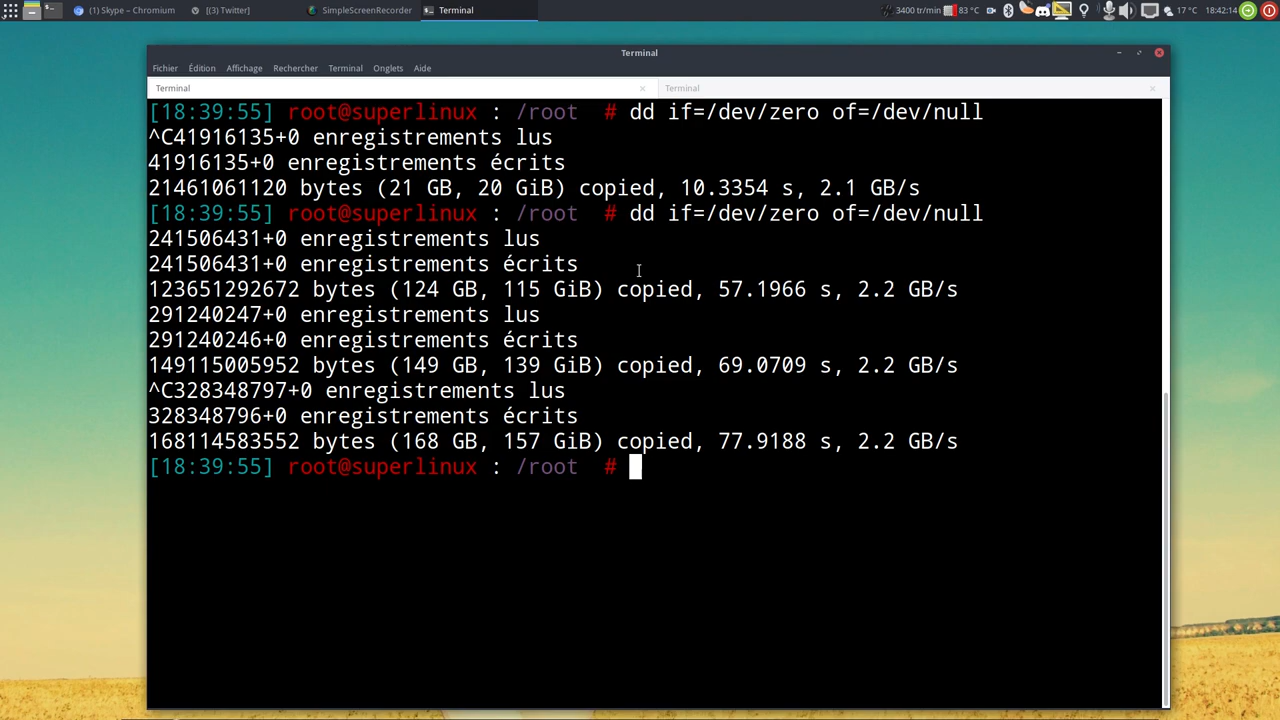 (1) Skype – Chromium
[(3) Twitter]
SimpleScreenRecorder
Terminal
3400 tr/min
83 °C
17 °C
18:42:14
Terminal
Fichier Édition Affichage Rechercher Terminal Onglets Aide
Terminal
Terminal
[18:39:55] root@superlinux : /root # dd if=/dev/zero of=/dev/null
^C41916135+0 enregistrements lus
41916135+0 enregistrements écrits
21461061120 bytes (21 GB, 20 GiB) copied, 10.3354 s, 2.1 GB/s
[18:39:55] root@superlinux : /root # dd if=/dev/zero of=/dev/null
241506431+0 enregistrements lus
241506431+0 enregistrements écrits
123651292672 bytes (124 GB, 115 GiB) copied, 57.1966 s, 2.2 GB/s
291240247+0 enregistrements lus
291240246+0 enregistrements écrits
149115005952 bytes (149 GB, 139 GiB) copied, 69.0709 s, 2.2 GB/s
^C328348797+0 enregistrements lus
328348796+0 enregistrements écrits
168114583552 bytes (168 GB, 157 GiB) copied, 77.9188 s, 2.2 GB/s
[18:39:55] root@superlinux : /root #